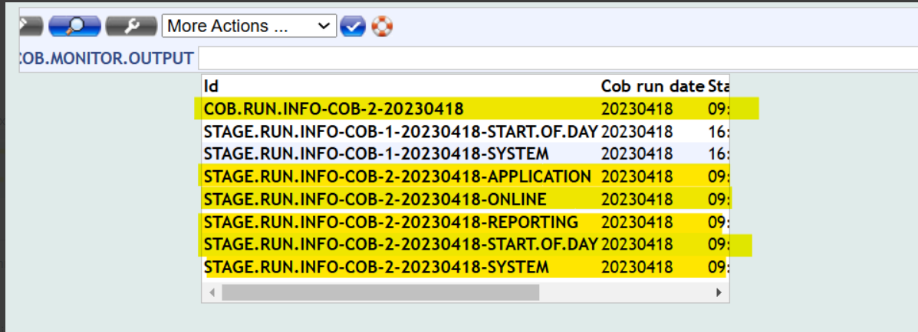 More Actions ...
:OB.MONITOR.OUTPUT
Id Cob run date Sta
COB.RUN.INFO-COB-2-20230418 20230418 09:
STAGE.RUN.INFO-COB-1-20230418-START.OF.DAY 20230418 16:
STAGE.RUN.INFO-COB-1-20230418-SYSTEM 20230418 16:
STAGE.RUN.INFO-COB-2-20230418-APPLICATION 20230418 09:
STAGE.RUN.INFO-COB-2-20230418-ONLINE 20230418 09:
STAGE.RUN.INFO-COB-2-20230418-REPORTING 20230418 09:
STAGE.RUN.INFO-COB-2-20230418-START.OF.DAY 20230418 09:
STAGE.RUN.INFO-COB-2-20230418-SYSTEM 20230418 09: